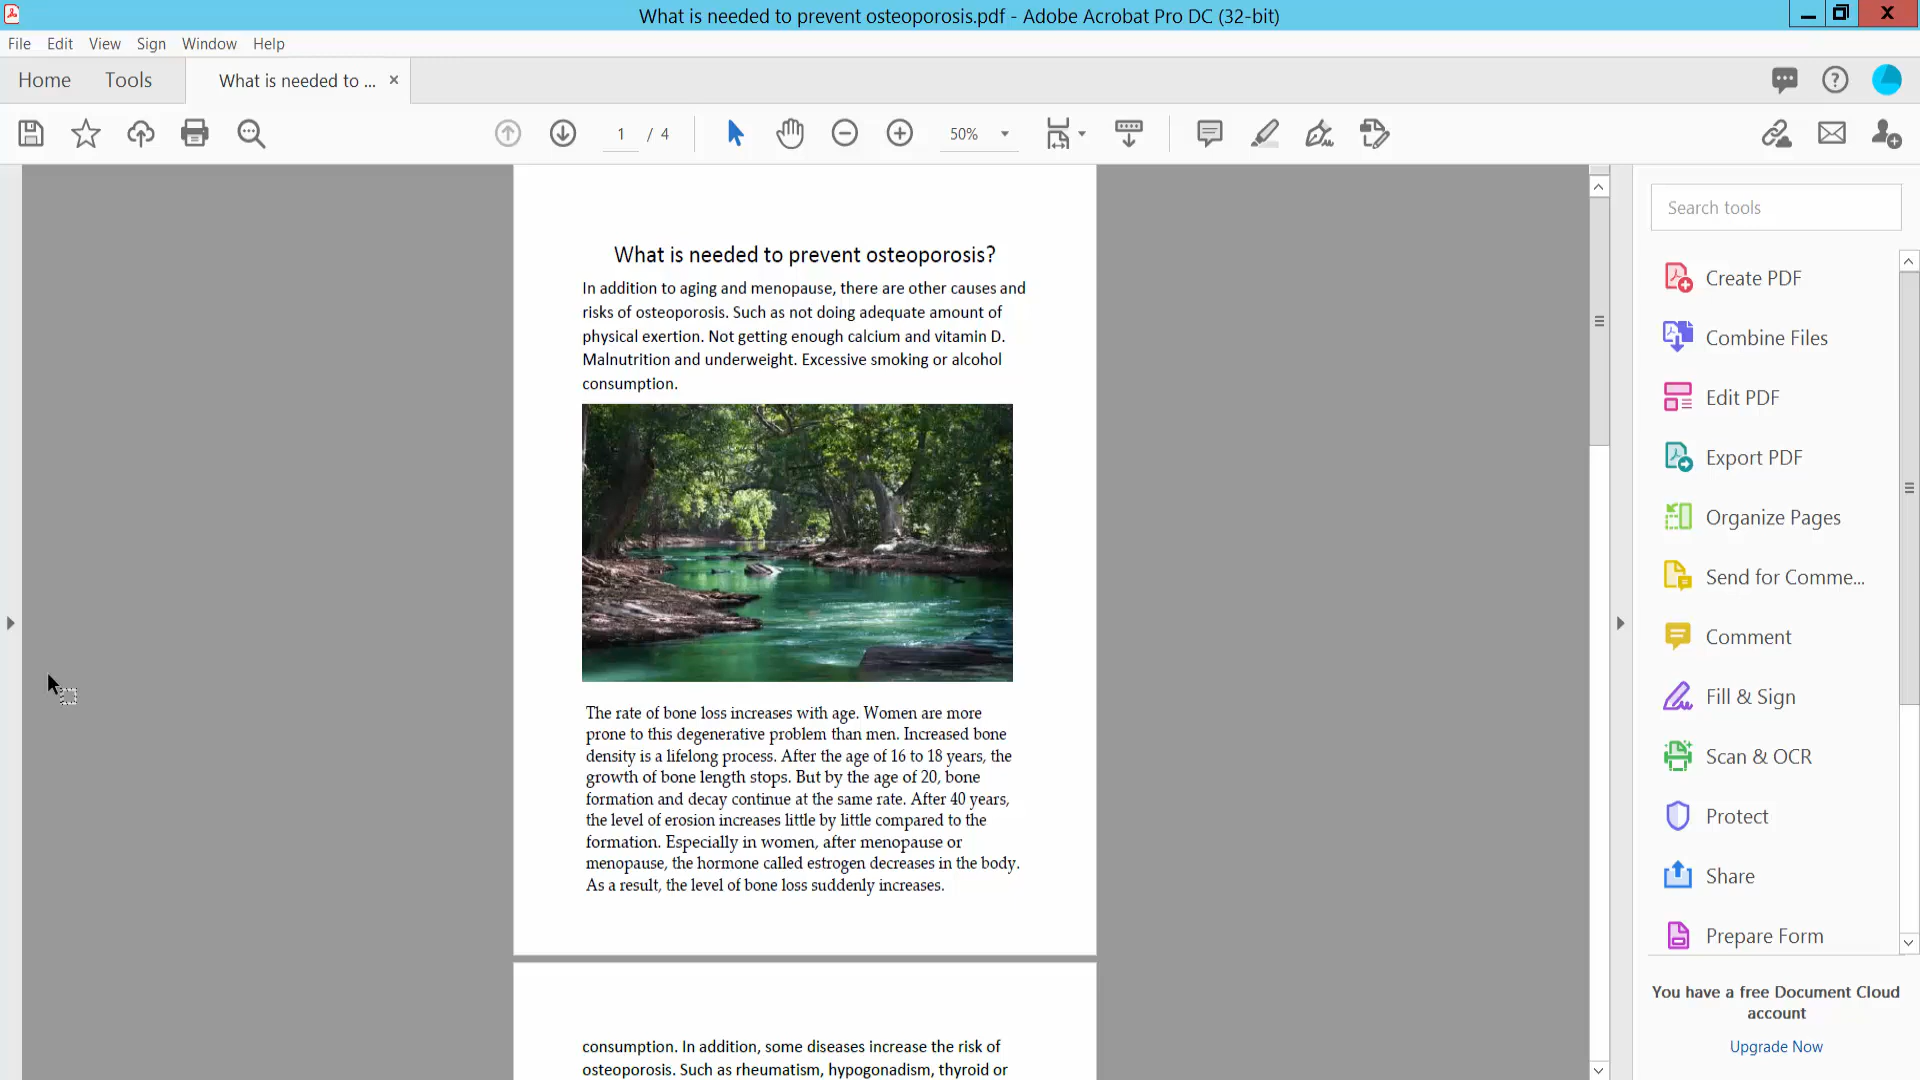 What is needed to prevent osteoporosis.pdf - Adobe Acrobat Pro DC (32-bit)
File Edit View Sign Window Help
Home Tools What is needed to ... ×
1 / 4 50%
What is needed to prevent osteoporosis?
In addition to aging and menopause, there are other causes and
risks of osteoporosis. Such as not doing adequate amount of
physical exertion. Not getting enough calcium and vitamin D.
Malnutrition and underweight. Excessive smoking or alcohol
consumption.
The rate of bone loss increases with age. Women are more
prone to this degenerative problem than men. Increased bone
density is a lifelong process. After the age of 16 to 18 years, the
growth of bone length stops. But by the age of 20, bone
formation and decay continue at the same rate. After 40 years,
the level of erosion increases little by little compared to the
formation. Especially in women, after menopause or
menopause, the hormone called estrogen decreases in the body.
As a result, the level of bone loss suddenly increases.
consumption. In addition, some diseases increase the risk of
osteoporosis. Such as rheumatism, hypogonadism, thyroid or
Search tools
Create PDF
Combine Files
Edit PDF
Export PDF
Organize Pages
Send for Comme...
Comment
Fill & Sign
Scan & OCR
Protect
Share
Prepare Form
You have a free Document Cloud
account
Upgrade Now